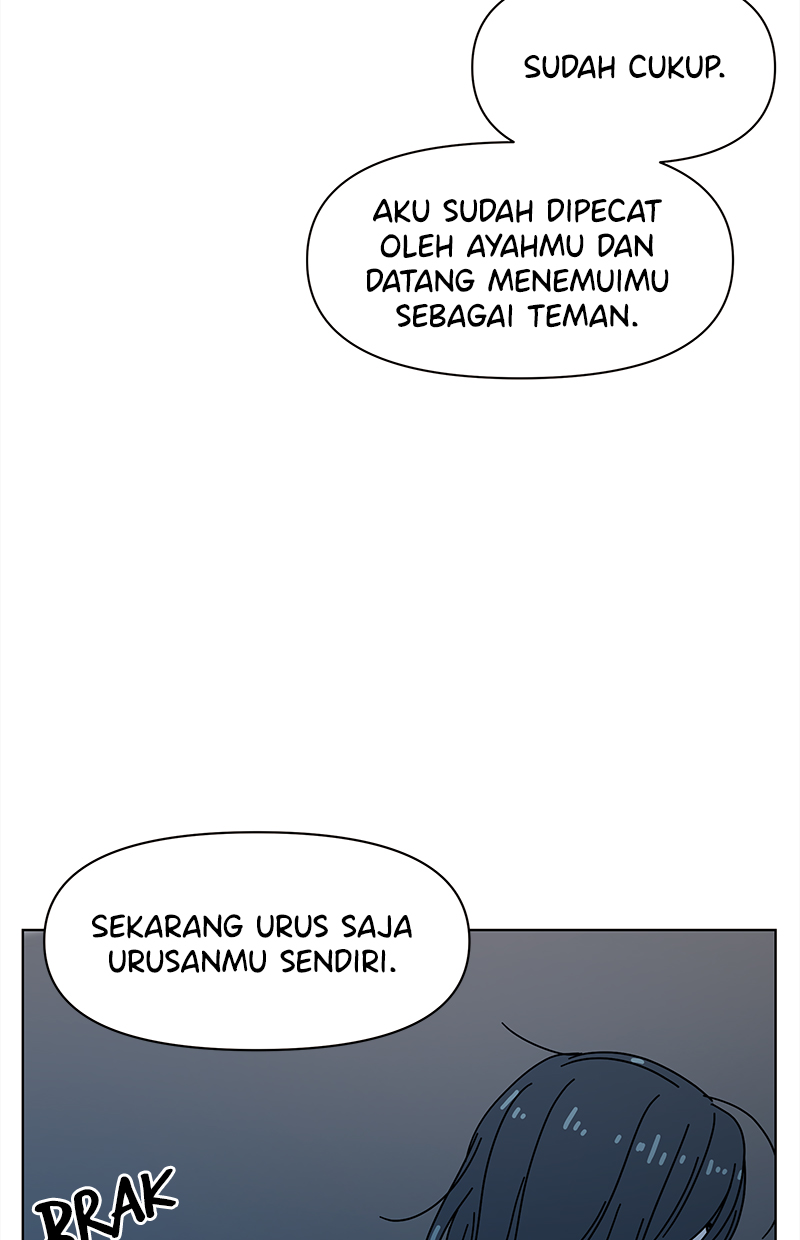 SUDAH CUKUP.
AKU SUDAH DIPECAT
OLEH AYAHMU DAN
DATANG MENEMUIMU
SEBAGAI TEMAN.
SEKARANG URUS SAJA
URUSANMU SENDIRI.
BRAK